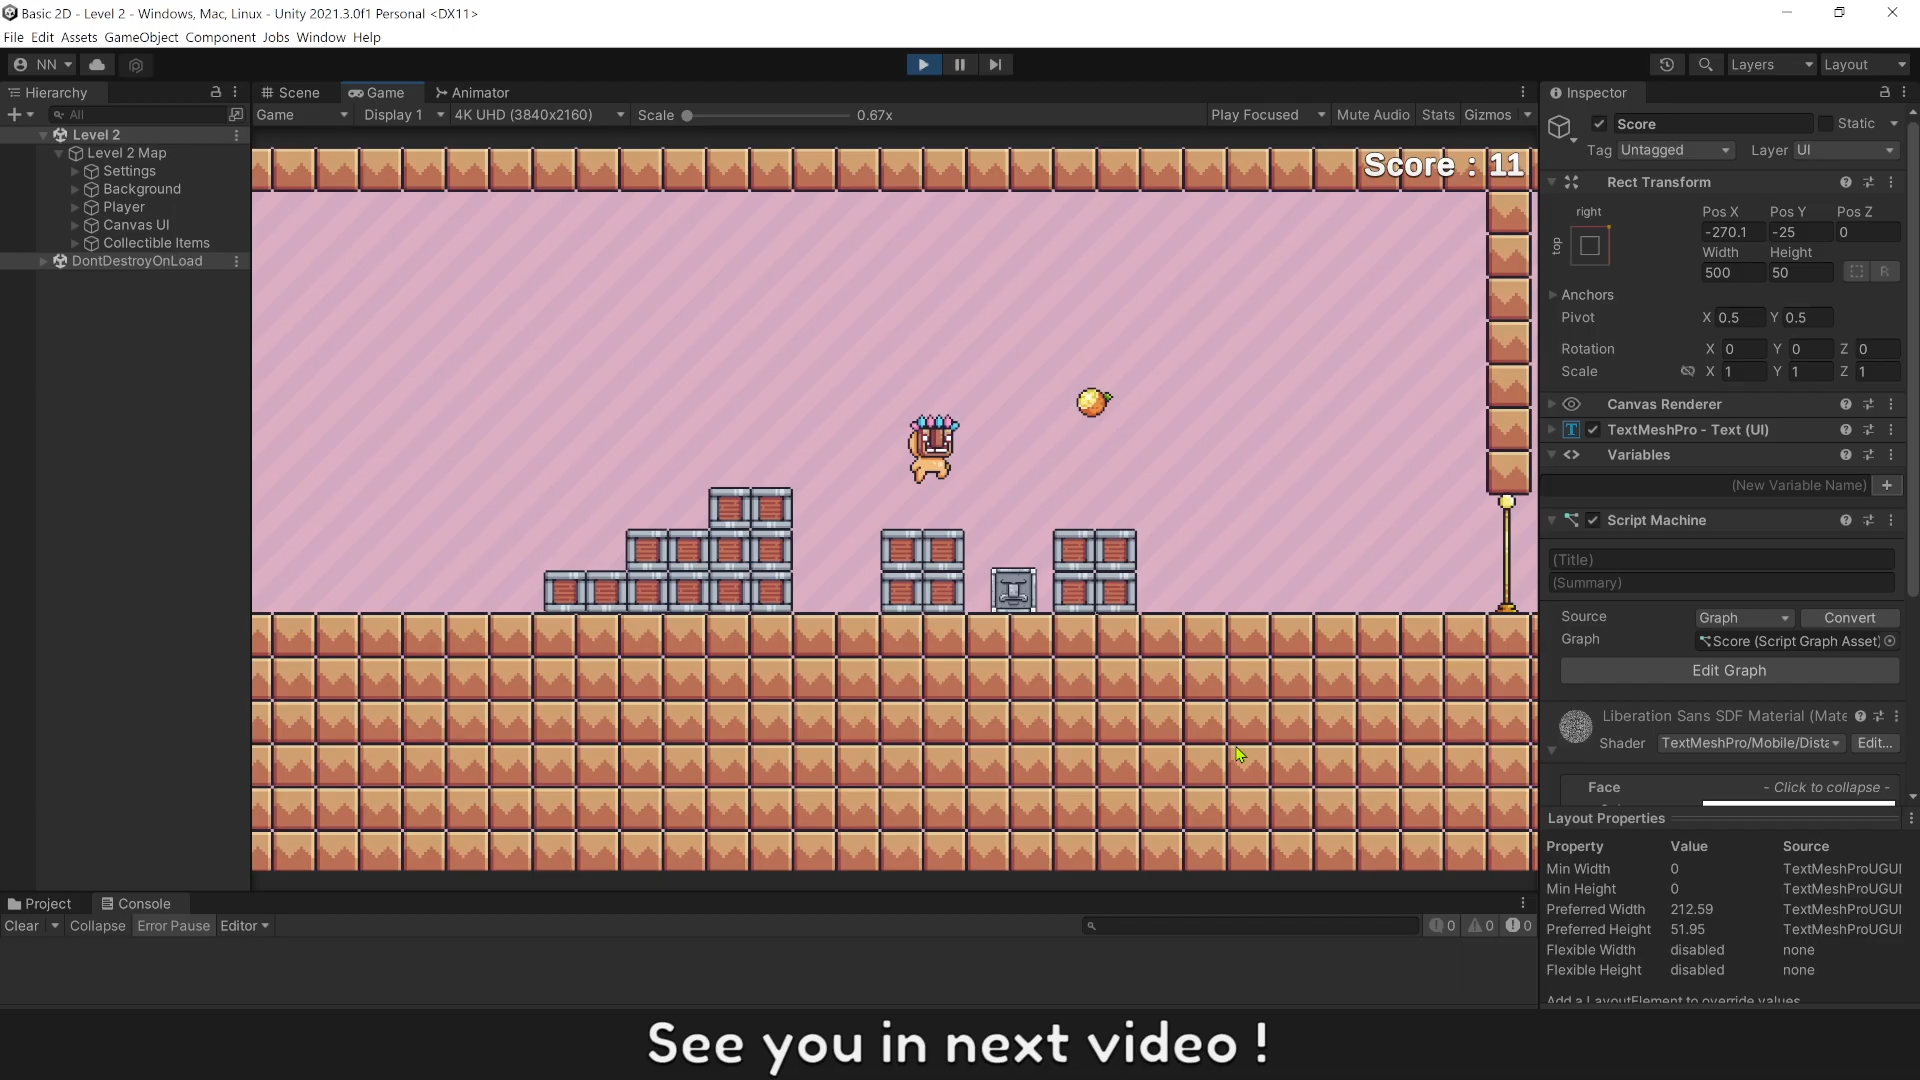 Basic 2D - Level 2 - Windows, Mac, Linux - Unity 2021.3.0f1 Personal <DX11>
File Edit Assets GameObject Component Jobs Window Help
NN
Layers
Layout
Hierarchy
All
Level 2
Level 2 Map
Settings
Background
Player
Canvas UI
Collectible Items
DontDestroyOnLoad
Scene
Game
Animator
Game
Display 1
4K UHD (3840x2160)
Scale
0.67x
Play Focused
Mute Audio
Stats
Gizmos
Score : 11
Inspector
Score
Static
Tag Untagged
Layer UI
Rect Transform
right
top
Pos X Pos Y Pos Z
-270.1 -25 0
Width Height
500 50
R
Anchors
Pivot X 0.5 Y 0.5
Rotation X 0 Y 0 Z 0
Scale X 1 Y 1 Z 1
Canvas Renderer
TextMeshPro - Text (UI)
Variables
(New Variable Name)
Script Machine
(Title)
(Summary)
Source Graph Convert
Graph Score (Script Graph Asset)
Edit Graph
Liberation Sans SDF Material (Mate
Shader TextMeshPro/Mobile/Dista Edit...
Face - Click to collapse -
Layout Properties
Property Value Source
Min Width 0 TextMeshProUGUI
Min Height 0 TextMeshProUGUI
Preferred Width 212.59 TextMeshProUGUI
Preferred Height 51.95 TextMeshProUGUI
Flexible Width disabled none
Flexible Height disabled none
Add a LayoutElement to override values
Project
Console
Clear Collapse Error Pause Editor
0 0 0
See you in next video !